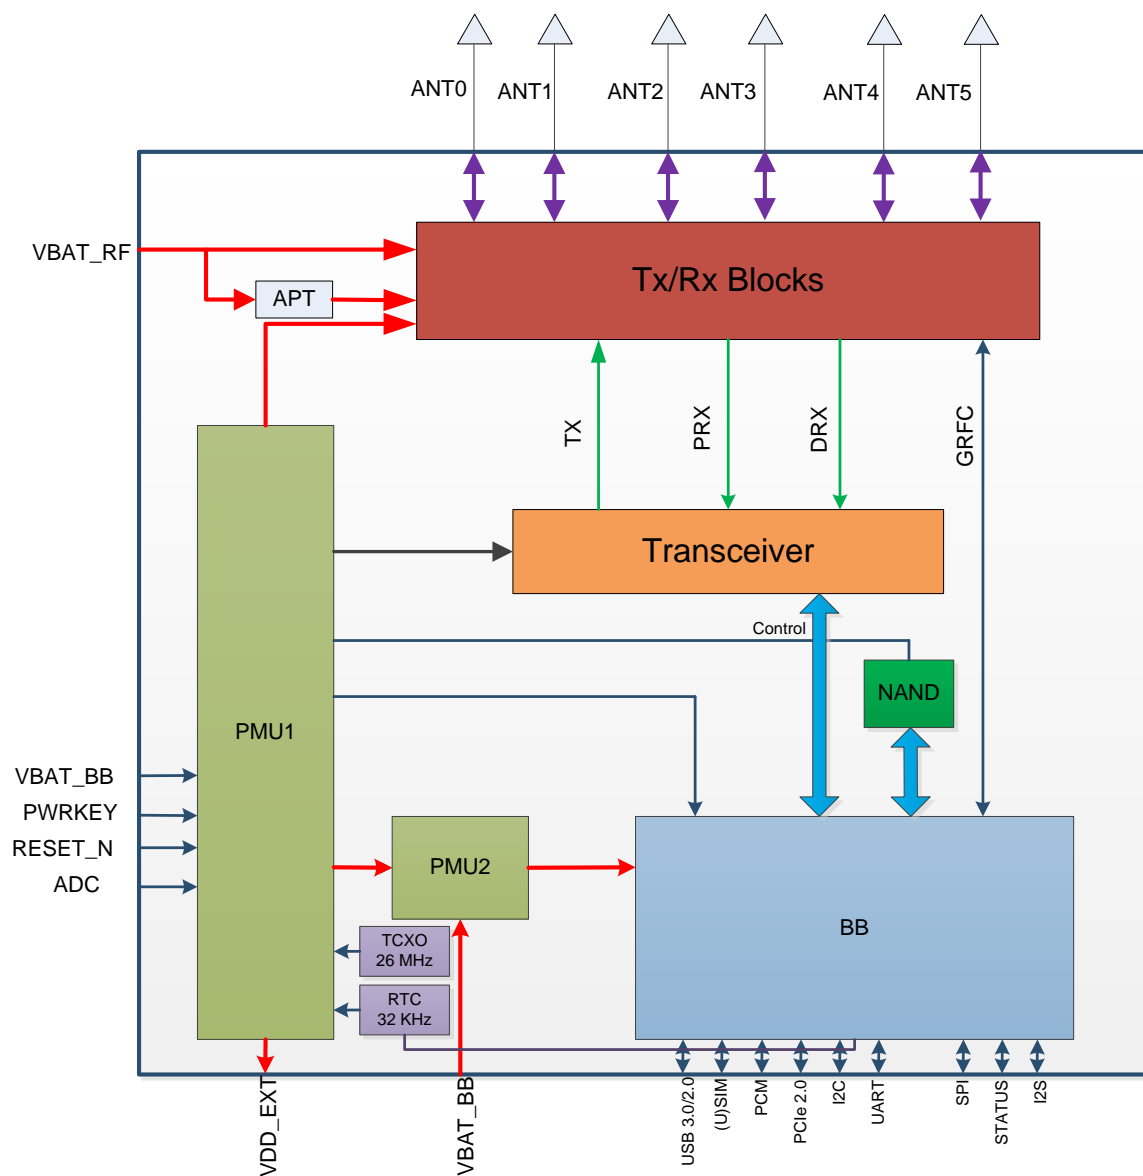 ANT0
ANT1
ANT2
ANT3
ANT4
ANT5
VBAT_RF
APT
Tx/Rx Blocks
TX
PRX
DRX
GRFC
Transceiver
Control
NAND
PMU1
VBAT_BB
PWRKEY
RESET_N
ADC
PMU2
BB
TCXO
26 MHz
RTC
32 KHz
VDD_EXT
VBAT_BB
USB 3.0/2.0
(U)SIM
PCM
PCIe 2.0
I2C
UART
SPI
STATUS
I2S